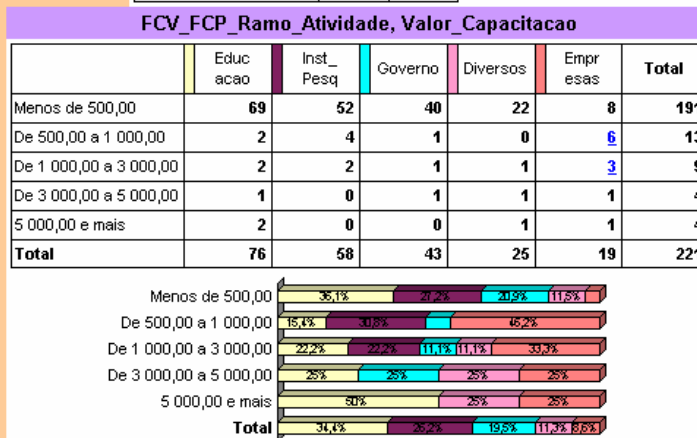 FCV_FCP_Ramo_Atividade, Valor_Capacitacao
Educ acao Inst_ Pesq Governo Diversos Empr esas Total
Menos de 500,00 69 52 40 22 8 191
De 500,00 a 1 000,00 2 4 1 0 6 13
De 1 000,00 a 3 000,00 2 2 1 1 3 9
De 3 000,00 a 5 000,00 1 0 1 1 1 4
5 000,00 e mais 2 0 0 1 1 4
Total 76 58 43 25 19 221
Menos de 500,00 36,1% 27,2% 20,9% 11,5%
De 500,00 a 1 000,00 15,4% 30,8% 46,2%
De 1 000,00 a 3 000,00 22,2% 22,2% 11,1% 11,1% 33,3%
De 3 000,00 a 5 000,00 25% 25% 25% 25%
5 000,00 e mais 50% 25% 25%
Total 34,4% 26,2% 19,5% 11,3% 8,6%